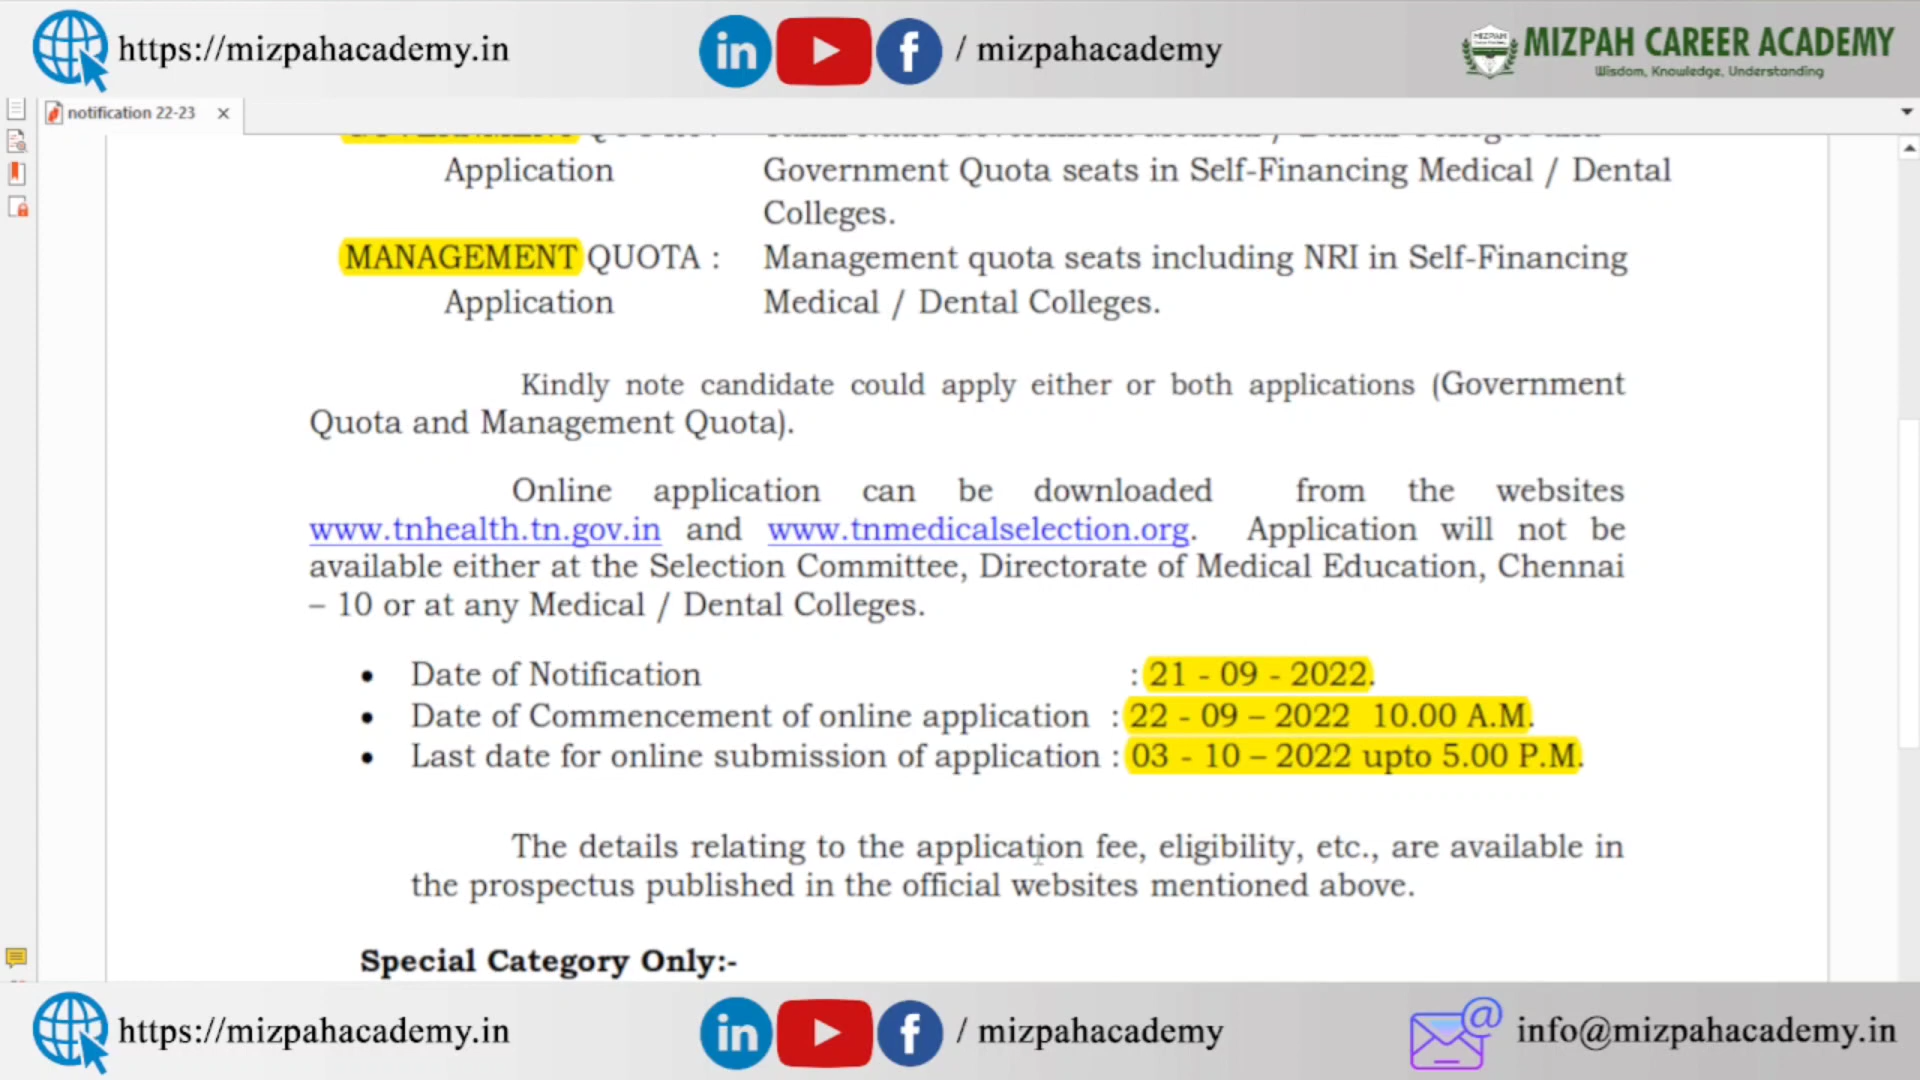 https://mizpahacademy.in
in f / mizpahacademy
MIZPAH
MIZPAH CAREER ACADEMY
Wisdom, Knowledge, Understanding
notification 22-23
Application Government Quota seats in Self-Financing Medical / Dental
Colleges.
MANAGEMENT QUOTA : Management quota seats including NRI in Self-Financing
Application Medical / Dental Colleges.
Kindly note candidate could apply either or both applications (Government
Quota and Management Quota).
Online application can be downloaded from the websites
www.tnhealth.tn.gov.in and www.tnmedicalselection.org. Application will not be
available either at the Selection Committee, Directorate of Medical Education, Chennai
– 10 or at any Medical / Dental Colleges.
• Date of Notification : 21 - 09 - 2022.
• Date of Commencement of online application : 22 - 09 – 2022 10.00 A.M.
• Last date for online submission of application : 03 - 10 – 2022 upto 5.00 P.M.
The details relating to the application fee, eligibility, etc., are available in
the prospectus published in the official websites mentioned above.
Special Category Only:-
https://mizpahacademy.in
in f / mizpahacademy
info@mizpahacademy.in